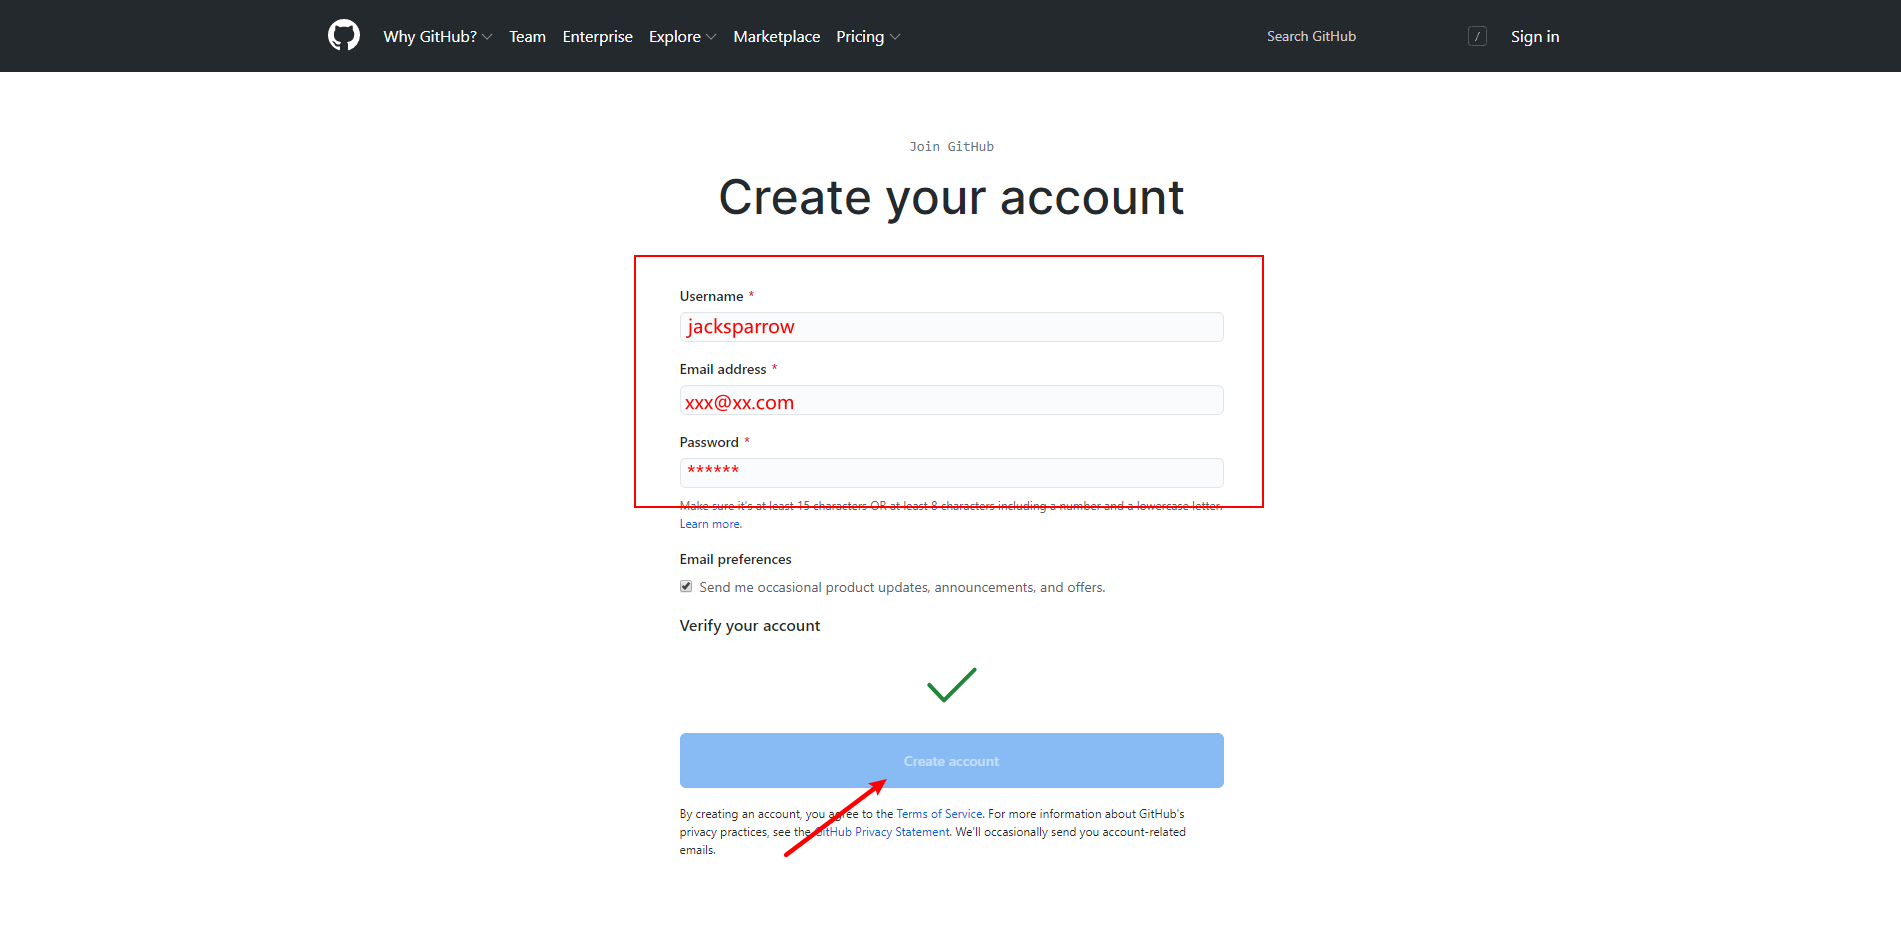 Why GitHub? Team Enterprise Explore Marketplace Pricing Search GitHub / Sign in
Join GitHub
Create your account
Username *
jacksparrow
Email address *
xxx@xx.com
Password *
******
Make sure it's at least 15 characters OR at least 8 characters including a number and a lowercase letter.
Learn more.
Email preferences
Send me occasional product updates, announcements, and offers.
Verify your account
Create account
By creating an account, you agree to the Terms of Service. For more information about GitHub's
privacy practices, see the GitHub Privacy Statement. We'll occasionally send you account-related
emails.